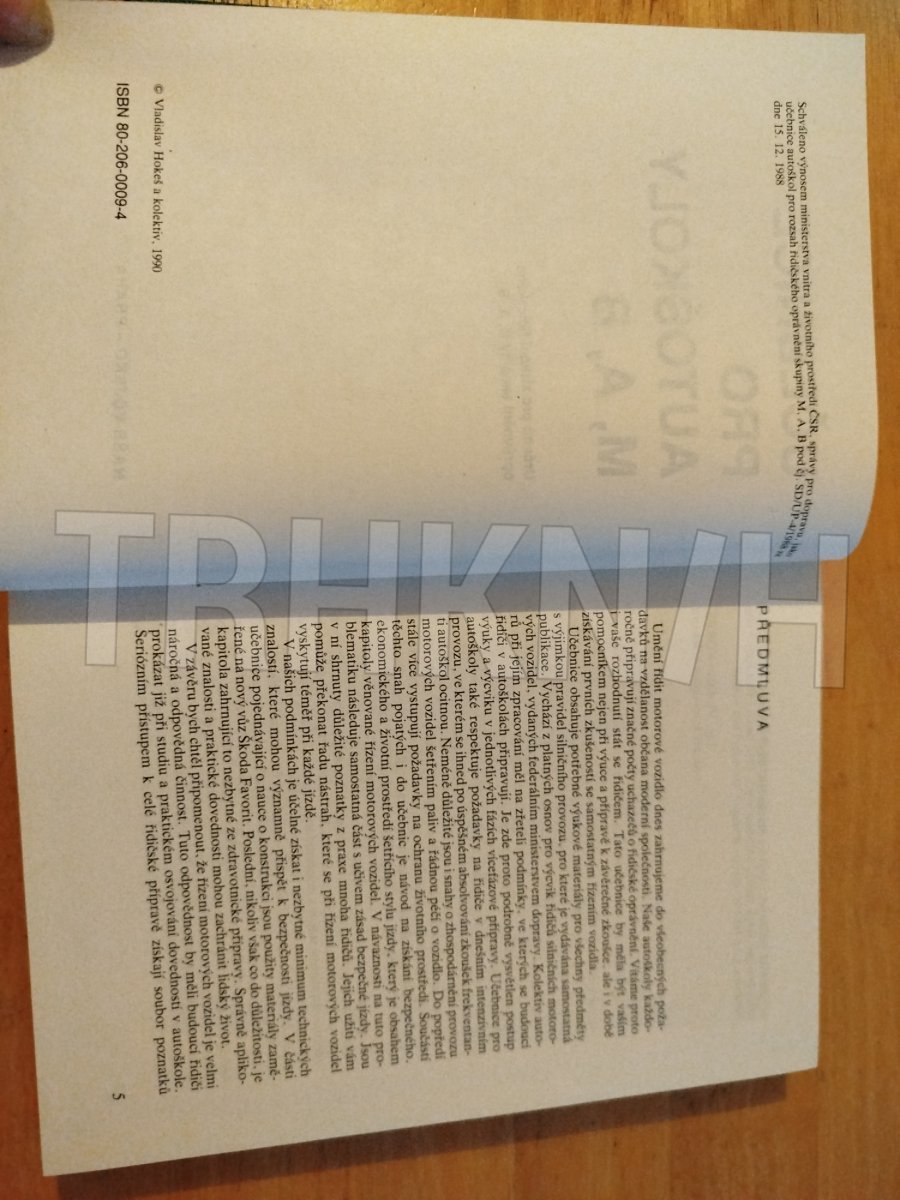 Schváleno výnosem ministerstva vnitra a životního prostředí ČSR, správy pro dopravu, jako
učebnice autoškol pro rozsah řidičského oprávnění skupiny M, A, B pod čj. SD/UP-4/1988 ze
dne 15. 12. 1988
© Vladislav Hokeš a kolektiv, 1990
ISBN 80-206-0009-4
PŘEDMLUVA
Umění řídit motorové vozidlo dnes zahrnujeme do všeobecných poža-
davků na vzdělanost občana moderní společnosti. Naše autoškoly každo-
ročně připravují značné počty uchazečů o řidičské oprávnění. Vítáme proto
i vaše rozhodnutí stát se řidičem. Tato učebnice by měla být vaším
pomocníkem nejen při výuce a přípravě k závěrečné zkoušce, ale i v době
získávání prvních zkušeností se samostatným řízením vozidla.
Učebnice obsahuje potřebné výukové materiály pro všechny předměty
s výjimkou pravidel silničního provozu, pro které je vydávána samostatná
publikace. Vychází z platných osnov pro výcvik řidičů silničních motoro-
vých vozidel, vydaných federálním ministerstvem dopravy. Kolektiv auto-
rů při jejím zpracování měl na zřeteli podmínky, ve kterých se budoucí
řidiči v autoškolách připravují. Je zde proto podrobně vysvětlen postup
výuky a výcviku v jednotlivých fázích vícefázové přípravy. Učebnice pro
autoškoly také respektuje požadavky na řidiče v dnešním intenzivním
provozu, ve kterém se ihned po úspěšném absolvování zkoušek frekventan-
ti autoškol ocitnou. Neméně důležité jsou i snahy o zhospodárnění provozu
motorových vozidel šetřením paliv a řádnou péčí o vozidlo. Do popředí
stále více vystupují požadavky na ochranu životního prostředí. Součástí
těchto snah pojatých i do učebnic je návod na získání bezpečného,
ekonomického a životní prostředí šetřícího stylu jízdy, který je obsahem
kapitoly věnované řízení motorových vozidel. V návaznosti na tuto pro-
blematiku následuje samostatná část s učivem zásad bezpečné jízdy. Jsou
v ní shrnuty důležité poznatky z praxe mnoha řidičů. Jejich užití vám
pomůže překonat řadu nástrah, které se při řízení motorových vozidel
vyskytují téměř při každé jízdě.
V našich podmínkách je účelné získat i nezbytné minimum technických
znalostí, které mohou významně přispět k bezpečnosti jízdy. V části
učebnice pojednávající o nauce o konstrukci jsou použity materiály zamě-
řené na nový vůz Škoda Favorit. Poslední, nikoliv však co do důležitosti, je
kapitola zahrnující to nezbytné ze zdravotnické přípravy. Správně apliko-
vané znalosti a praktické dovednosti mohou zachránit lidský život.
V závěru bych chtěl připomenout, že řízení motorových vozidel je velmi
náročná a odpovědná činnost. Tuto odpovědnost by měli budoucí řidiči
prokázat již při studiu a praktickém osvojování dovedností v autoškole.
Seriózním přístupem k celé řidičské přípravě získají soubor poznatků
5
TRHKNIH